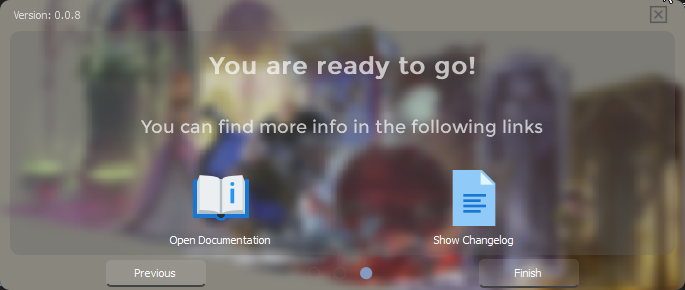 Version: 0.0.8
You are ready to go!
You can find more info in the following links
Open Documentation
Show Changelog
Previous
Finish